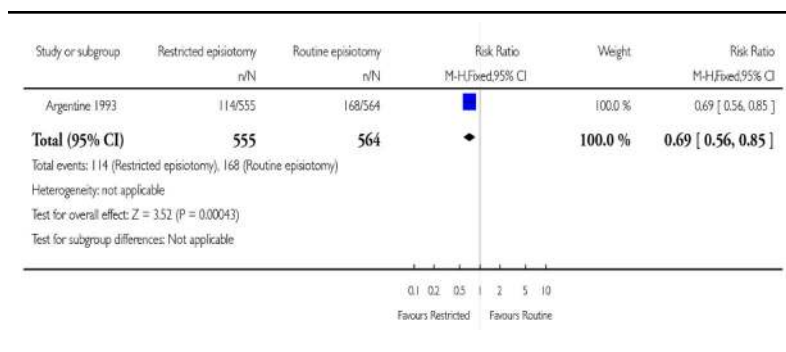 Study or subgroup Restricted episiotomy Routine episiotomy Risk Ratio Weight Risk Ratio
n/N n/N M-H,Fixed,95% CI M-H,Fixed,95% CI
Argentine 1993 114/555 168/564 100.0 % 0.69 [ 0.56, 0.85 ]
Total (95% CI) 555 564 100.0 % 0.69 [ 0.56, 0.85 ]
Total events: 114 (Restricted episiotomy), 168 (Routine episiotomy)
Heterogeneity: not applicable
Test for overall effect: Z = 3.52 (P = 0.00043)
Test for subgroup differences: Not applicable
0.1 0.2 0.5 1 2 5 10
Favours Restricted Favours Routine